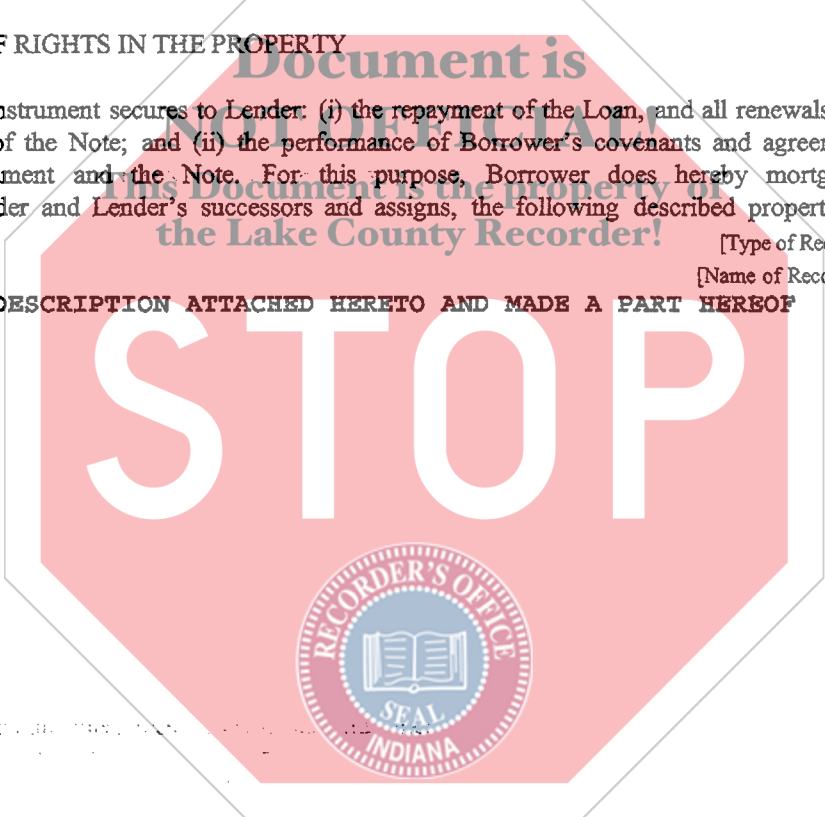 F RIGHTS IN THE PROPERTY
Document is
nstrument secures to Lender: (i) the repayment of the Loan, and all renewals
NOT OFFICIAL!
of the Note; and (ii) the performance of Borrower's covenants and agreer
ment and the Note. For this purpose, Borrower does hereby mortg
This Document is the property of
der and Lender's successors and assigns, the following described propert
the Lake County Recorder!
[Type of Rec
[Name of Reco
DESCRIPTION ATTACHED HERETO AND MADE A PART HEREOF
STOP
RECORDER'S OFFICE
SEAL
INDIANA